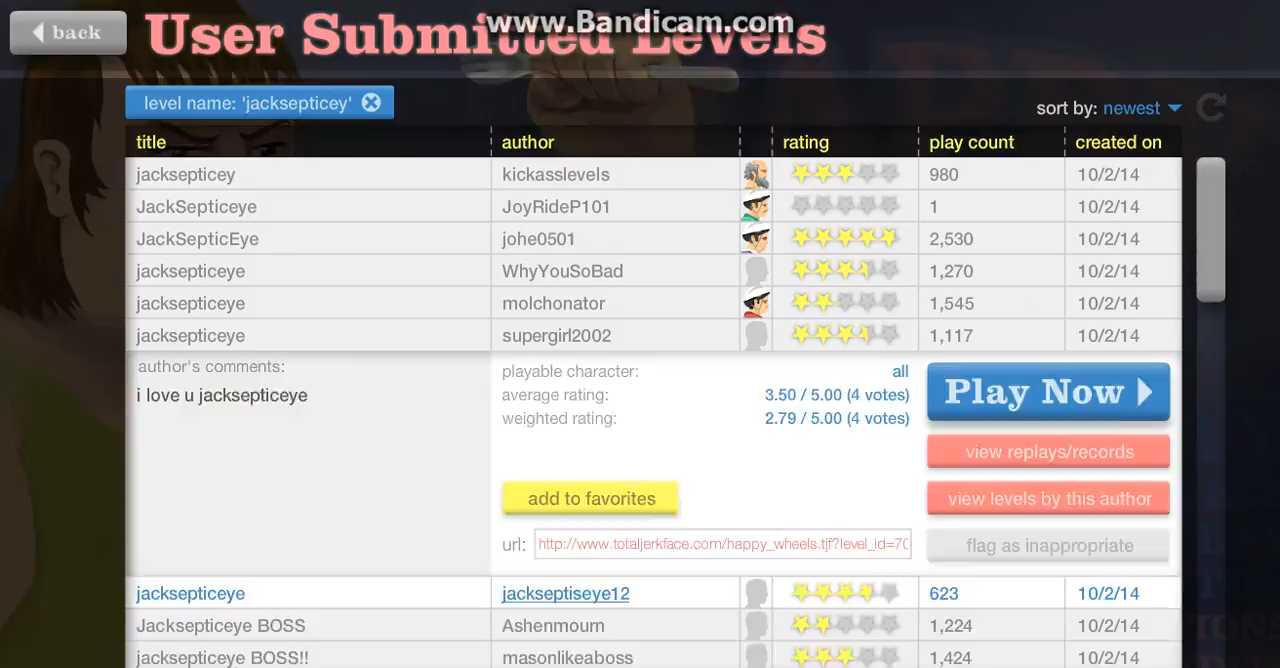 back
User Submitted Levels
www.Bandicam.com
level name: 'jacksepticey'
sort by: newest
title author rating play count created on
jacksepticey kickasslevels 980 10/2/14
JackSepticeye JoyRideP101 1 10/2/14
JackSepticEye johe0501 2,530 10/2/14
jacksepticeye WhyYouSoBad 1,270 10/2/14
jacksepticeye molchonator 1,545 10/2/14
jacksepticeye supergirl2002 1,117 10/2/14
author's comments:
i love u jacksepticeye
playable character: all
average rating: 3.50 / 5.00 (4 votes)
weighted rating: 2.79 / 5.00 (4 votes)
Play Now
view replays/records
add to favorites
view levels by this author
url: http://www.totaljerkface.com/happy_wheels.tjf?level_id=70
flag as inappropriate
jacksepticeye jackseptiseye12 623 10/2/14
Jacksepticeye BOSS Ashenmourn 1,224 10/2/14
jacksepticeye BOSS!! masonlikeaboss 1,424 10/2/14